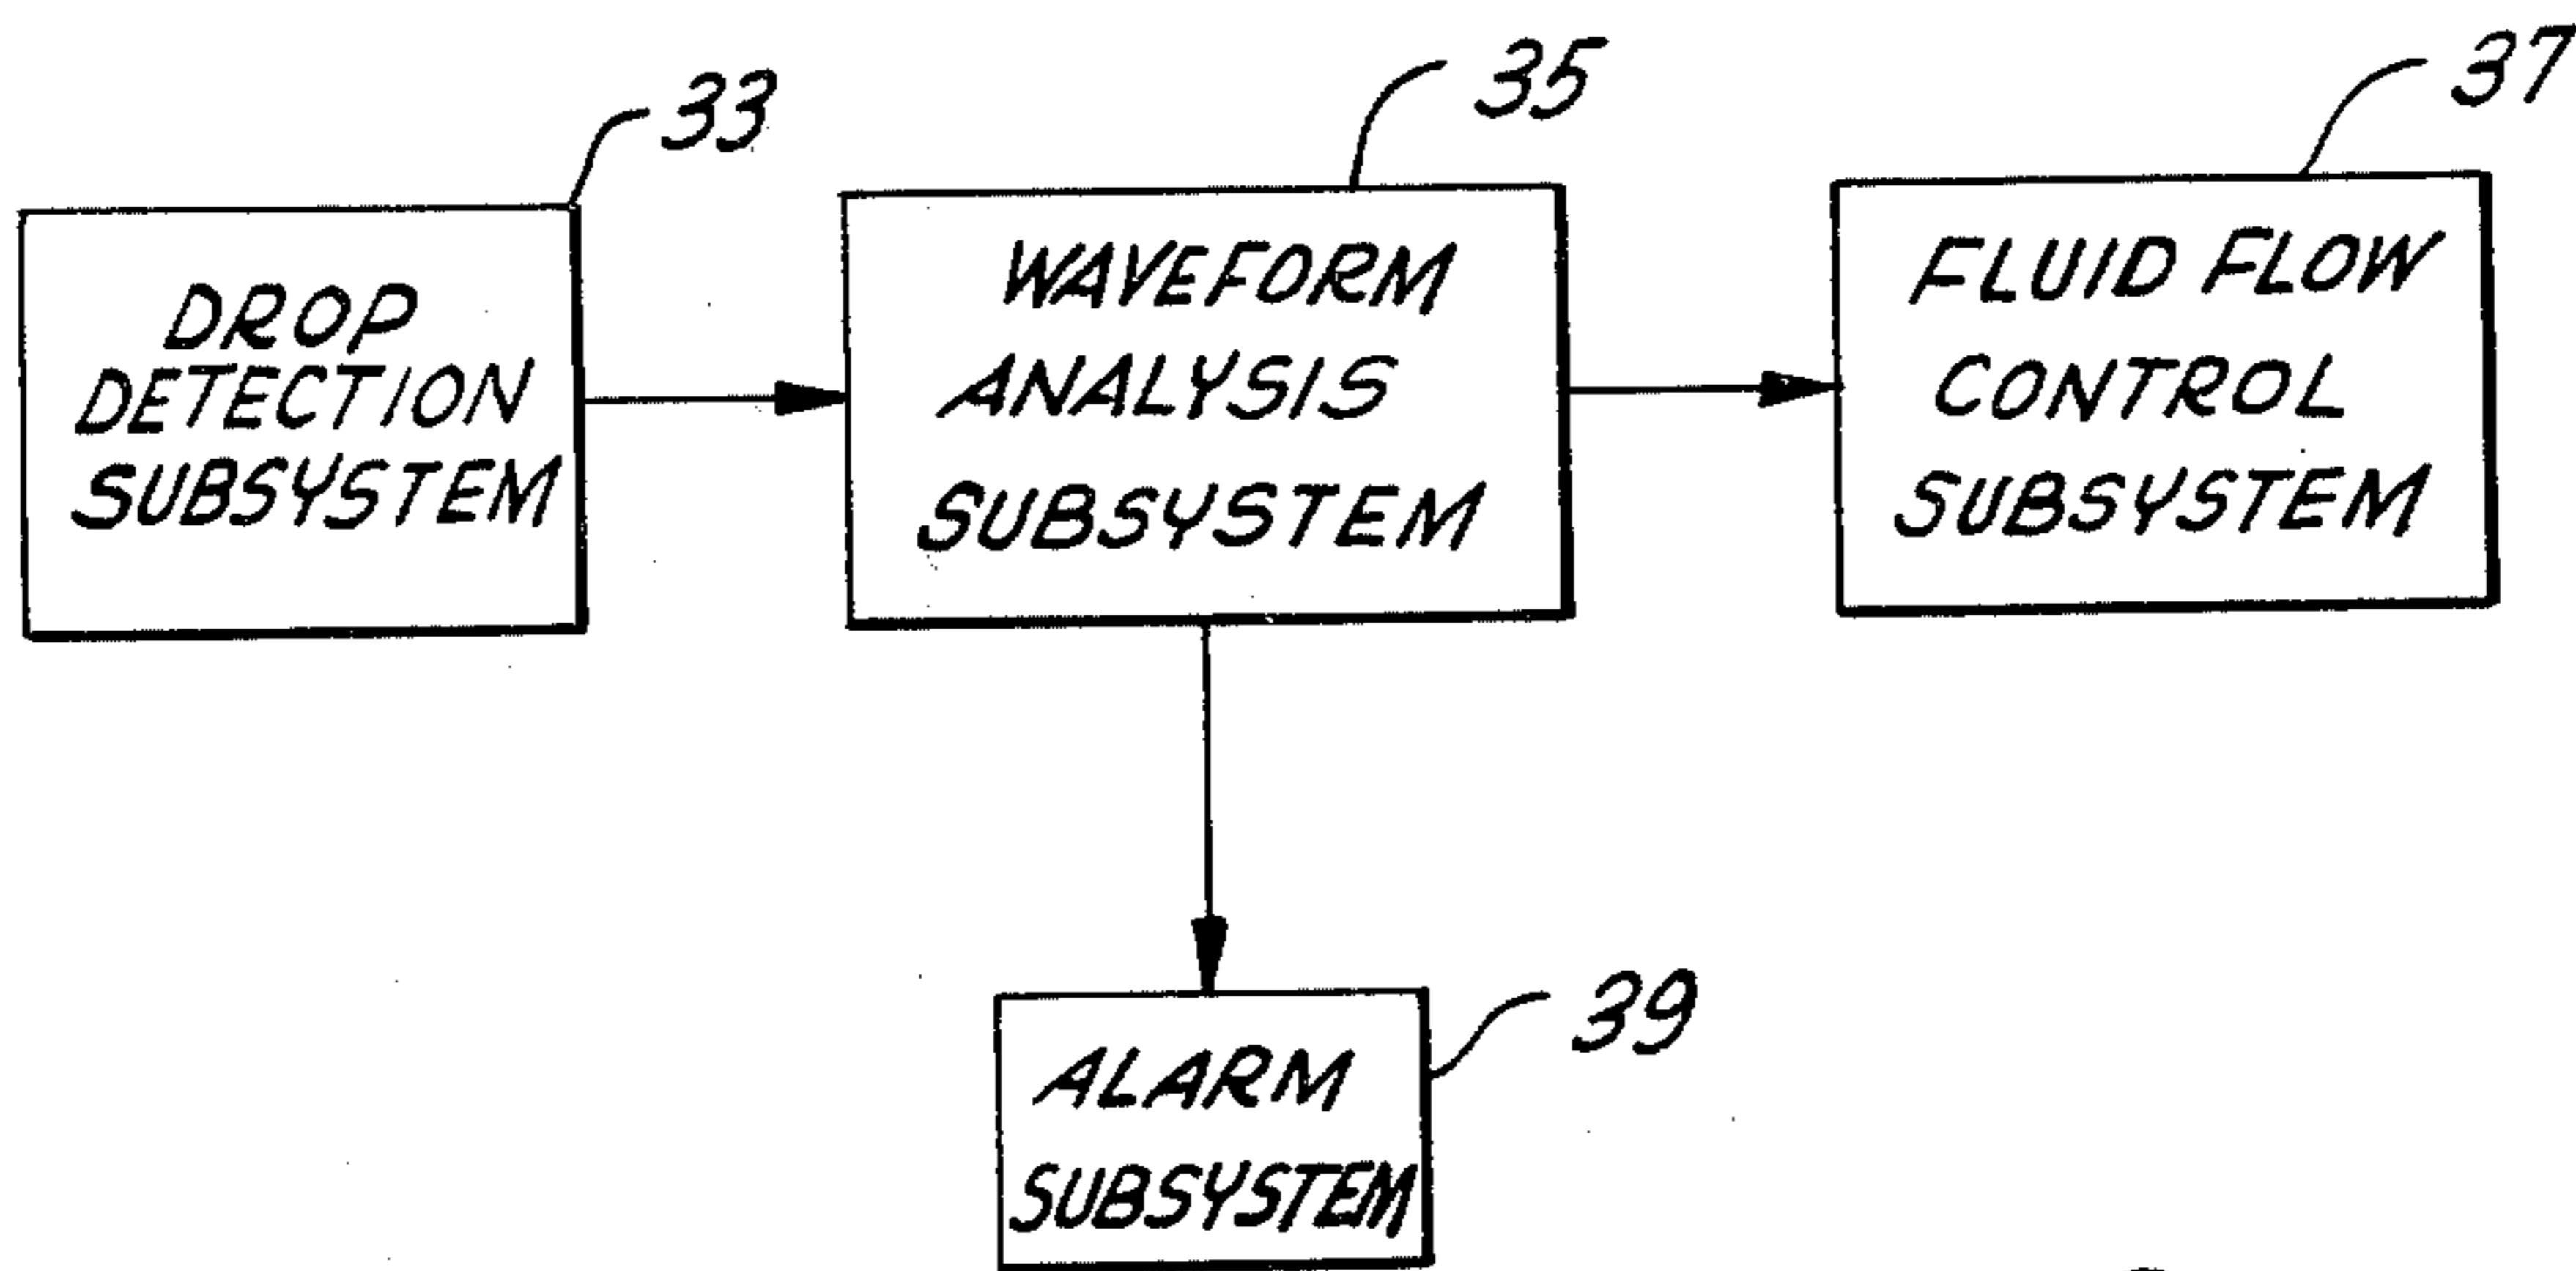 33
DROP
DETECTION
SUBSYSTEM
35
WAVEFORM
ANALYSIS
SUBSYSTEM
37
FLUID FLOW
CONTROL
SUBSYSTEM
39
ALARM
SUBSYSTEM